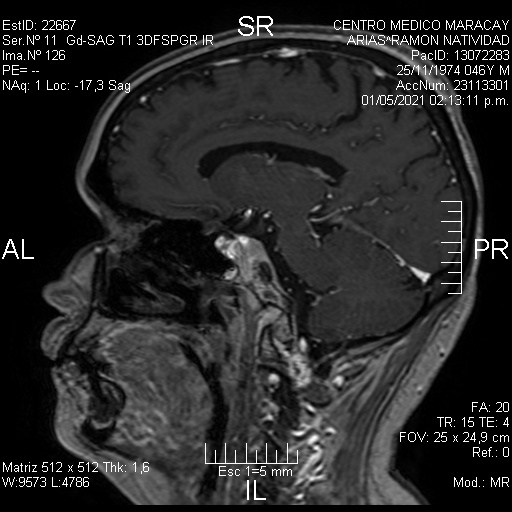 EstID: 22667
Ser.Nº 11 Gd-SAG T1 3DFSPGR IR
Ima.Nº 126
PE= --
NAq: 1 Loc: -17,3 Sag
SR
CENTRO MEDICO MARACAY
ARIAS^RAMON NATIVIDAD
PacID: 13072283
25/11/1974 046Y M
AccNum: 23113301
01/05/2021 02:13:11 p.m.
AL
PR
FA: 20
TR: 15 TE: 4
FOV: 25 x 24,9 cm
Ref.: 0
Mod.: MR
Matriz 512 x 512 Thk: 1,6
W:9573 L:4786
Esc 1=5 mm
IL